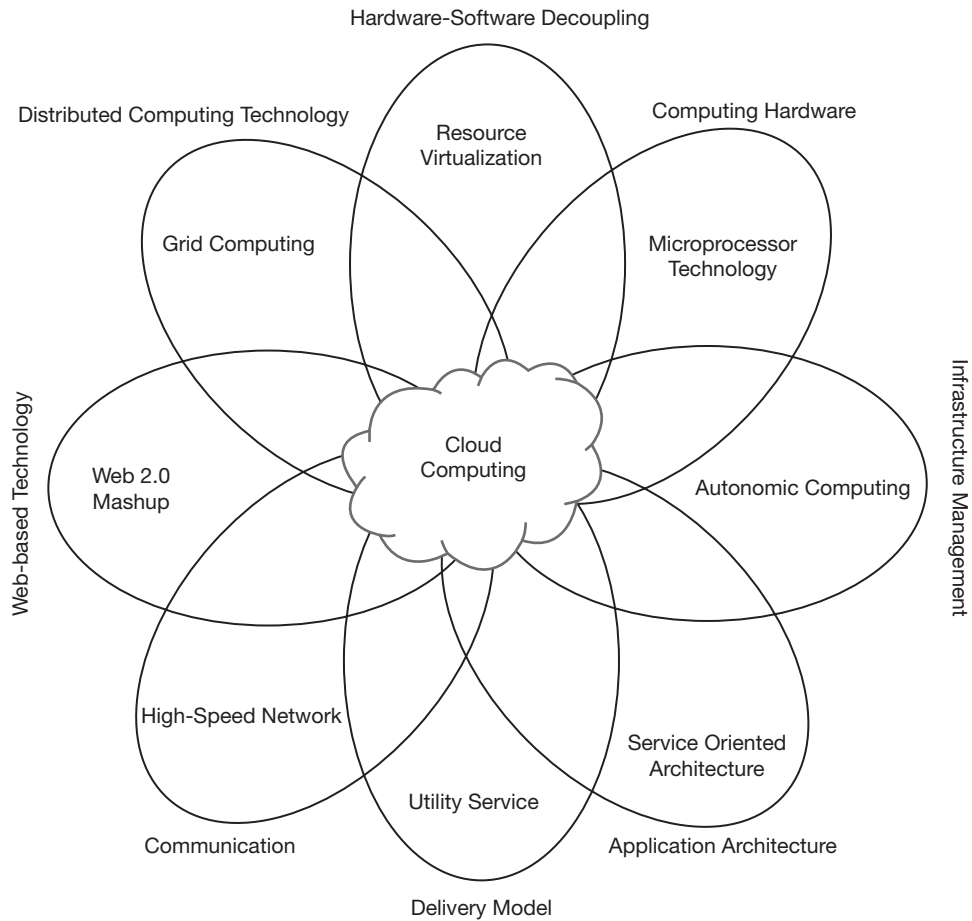 Hardware-Software Decoupling
Distributed Computing Technology
Computing Hardware
Resource
Virtualization
Grid Computing
Microprocessor
Technology
Web-based Technology
Infrastructure Management
Cloud
Computing
Web 2.0
Mashup
Autonomic Computing
High-Speed Network
Service Oriented
Architecture
Utility Service
Communication
Application Architecture
Delivery Model